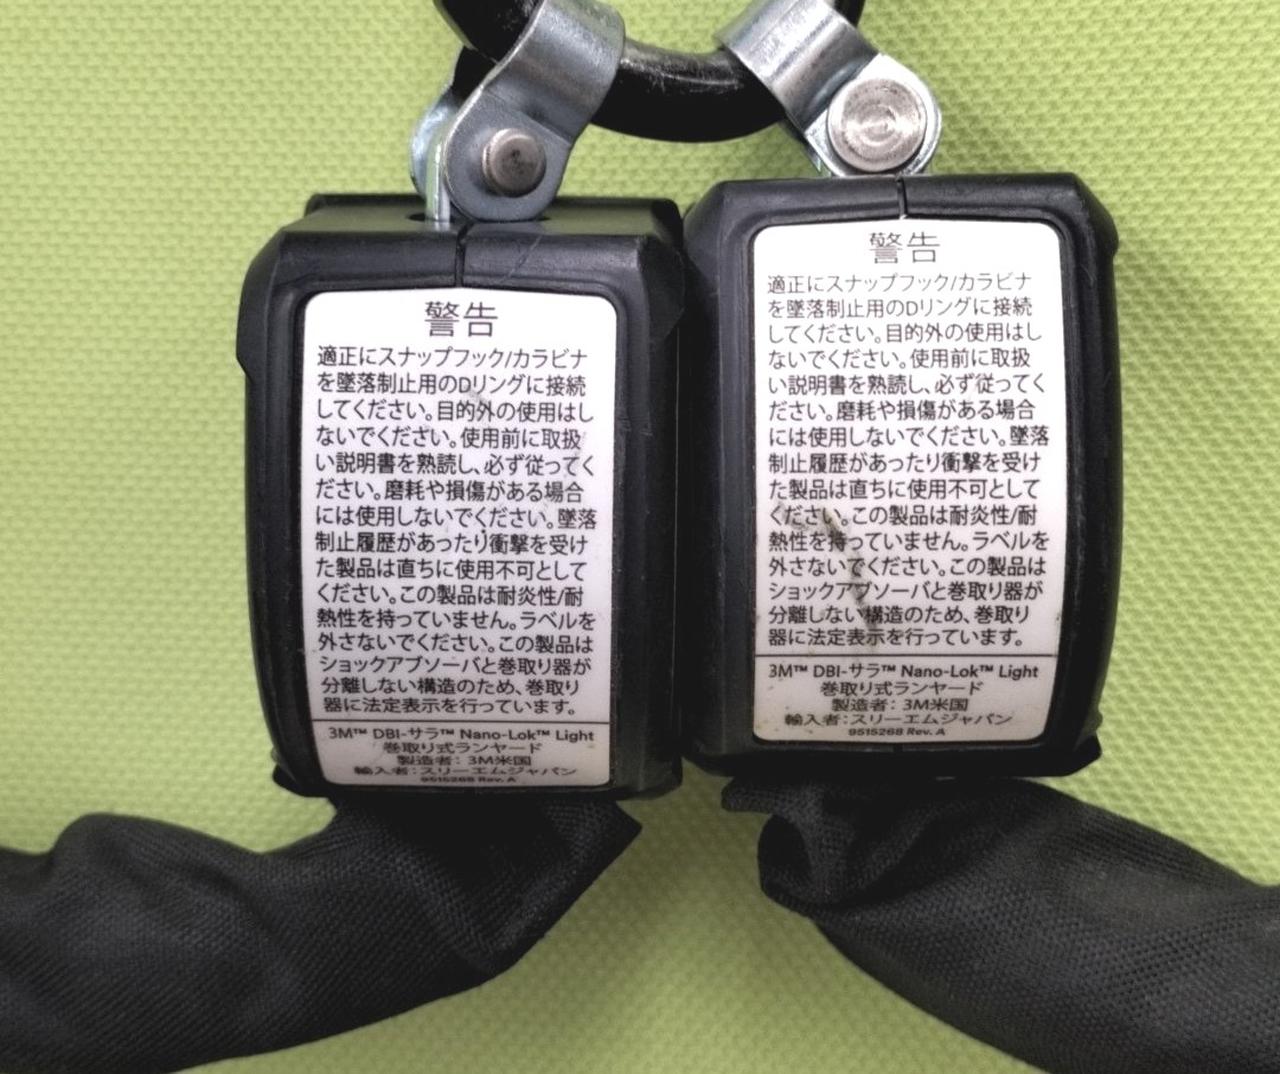 警告
適正にスナップフック/カラビナ
を墜落制止用のDリングに接続
してください。目的外の使用はし
ないでください。使用前に取扱
い説明書を熟読し、必ず従ってく
ださい。磨耗や損傷がある場合
には使用しないでください。墜落
制止履歴があったり衝撃を受け
た製品は直ちに使用不可として
ください。この製品は耐炎性/耐
熱性を持っていません。ラベルを
外さないでください。この製品は
ショックアブソーバと巻取り器が
分離しない構造のため、巻取り
器に法定表示を行っています。
3M™ DBI-サラ™ Nano-Lok™ Light
巻取り式ランヤード
製造者：3M米国
輸入者：スリーエムジャパン
9515268 Rev. A
警告
適正にスナップフック/カラビナ
を墜落制止用のDリングに接続
してください。目的外の使用はし
ないでください。使用前に取扱
い説明書を熟読し、必ず従ってく
ださい。磨耗や損傷がある場合
には使用しないでください。墜落
制止履歴があったり衝撃を受け
た製品は直ちに使用不可として
ください。この製品は耐炎性/耐
熱性を持っていません。ラベルを
外さないでください。この製品は
ショックアブソーバと巻取り器が
分離しない構造のため、巻取り
器に法定表示を行っています。
3M™ DBI-サラ™ Nano-Lok™ Light
巻取り式ランヤード
製造者：3M米国
輸入者：スリーエムジャパン
9515268 Rev. A